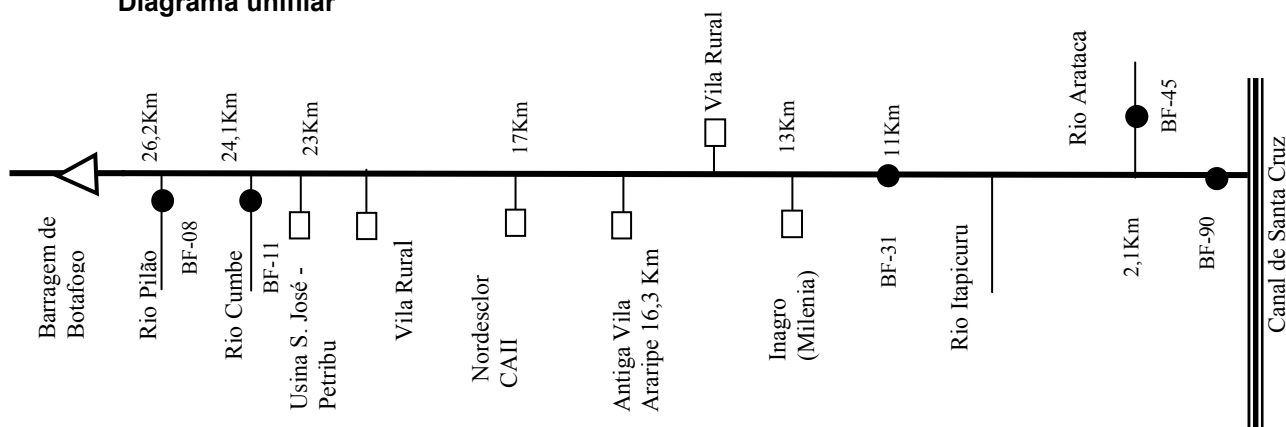 Diagrama unifilar
Barragem de
Botafogo
26,2Km
Rio Pilão
BF-08
24,1Km
Rio Cumbe
BF-11
23Km
Usina S. José -
Petribu
Vila Rural
17Km
Nordesclor
CAII
Antiga Vila
Araripe 16,3 Km
Vila Rural
13Km
Inagro
(Milenia)
11Km
BF-31
Rio Itapicuru
Rio Arataca
BF-45
2,1Km
BF-90
Canal de Santa Cruz